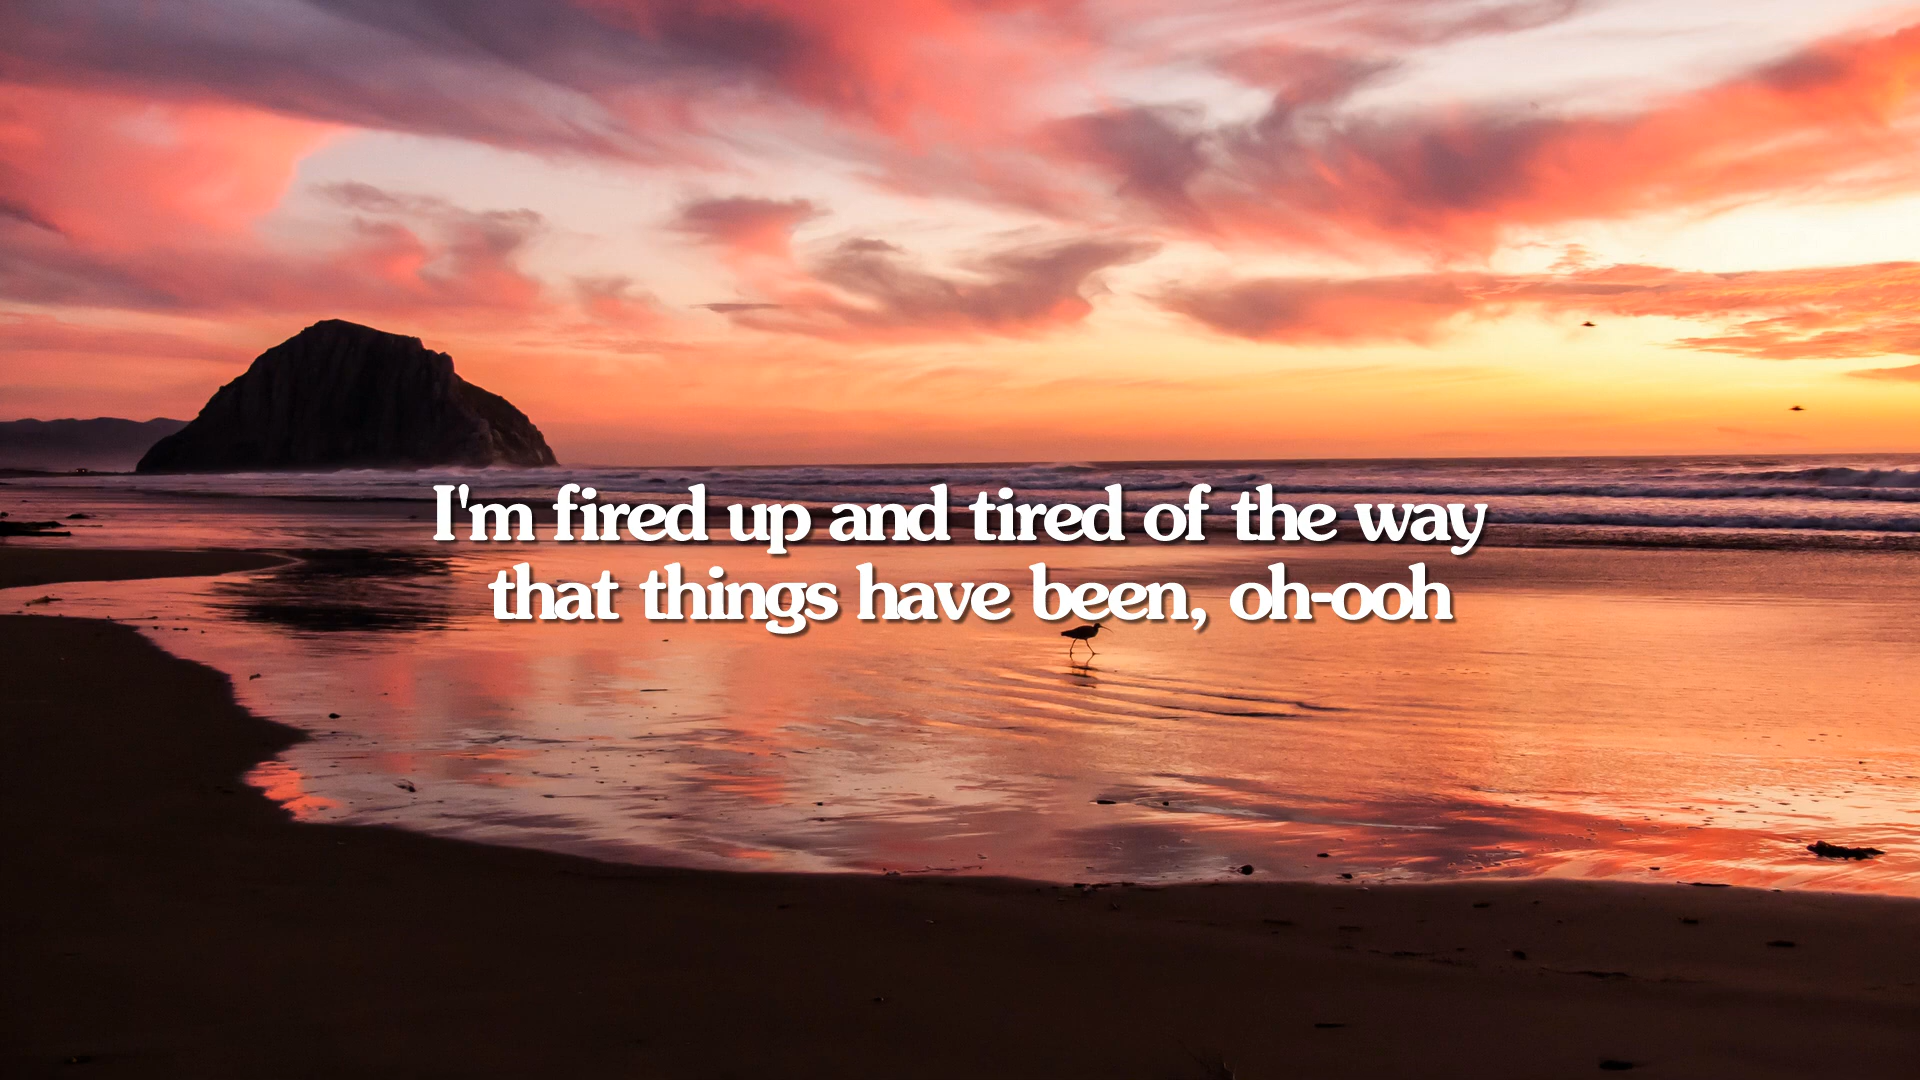 I'm fired up and tired of the way
that things have been, oh-ooh